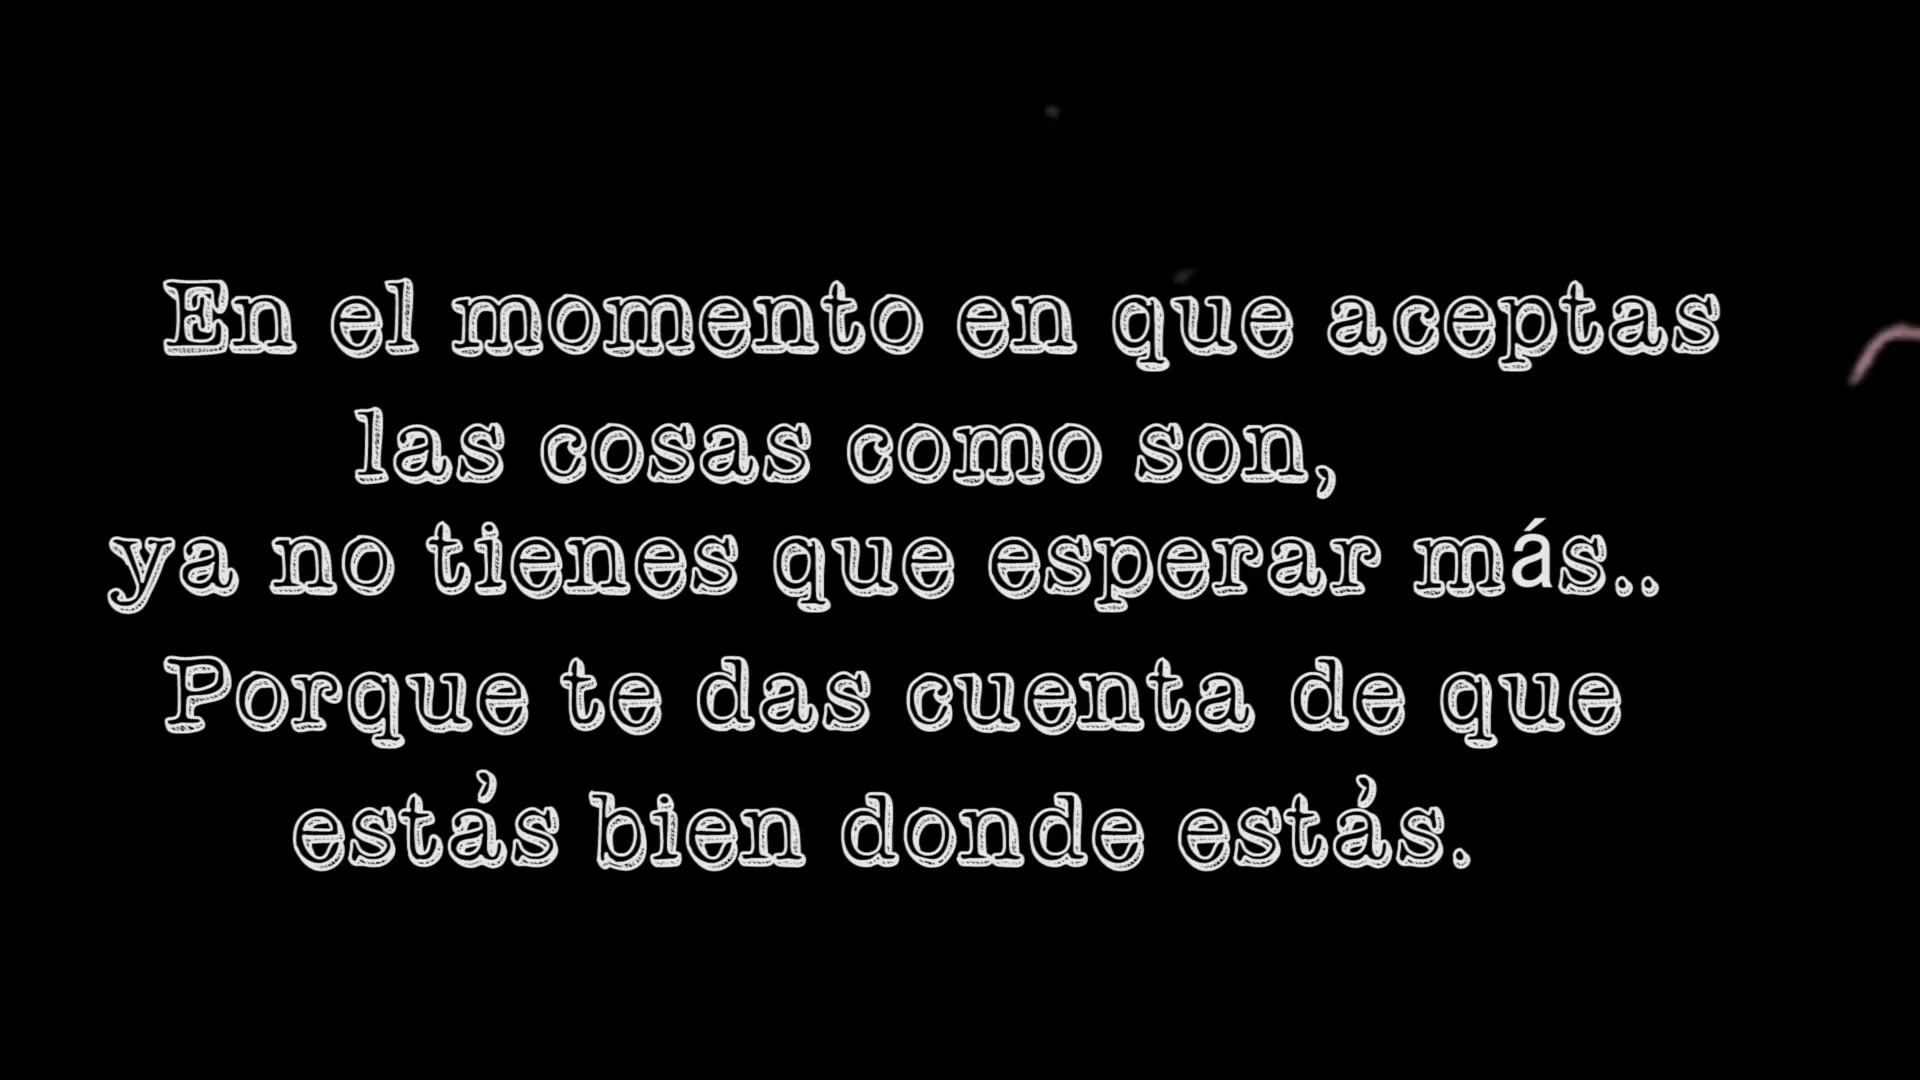 En el momento en que aceptas
las cosas como son,
ya no tienes que esperar más..
Porque te das cuenta de que
estás bien donde estás.